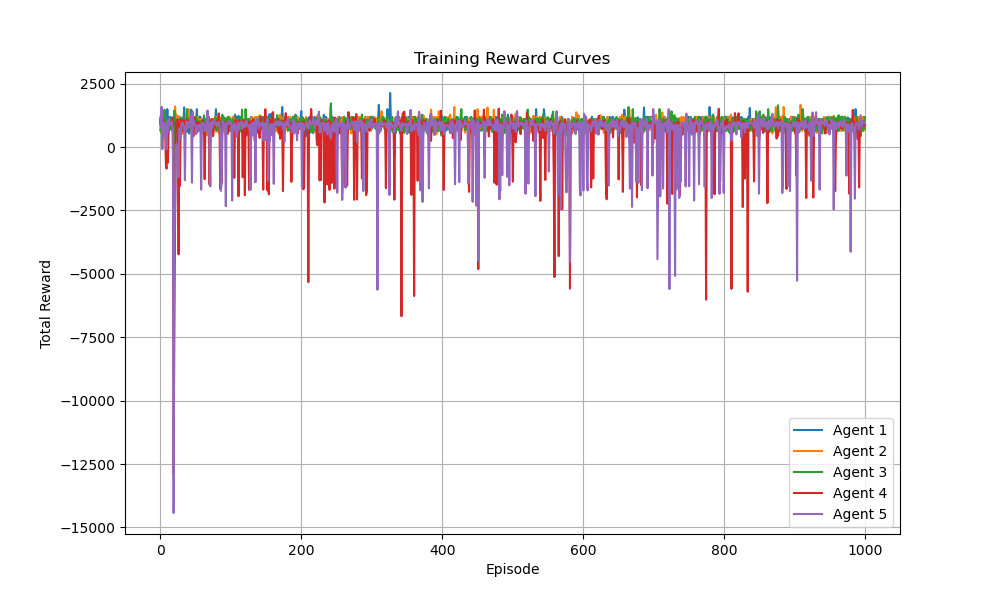 Training Reward Curves
Total Reward
2500
0
−2500
−5000
−7500
−10000
−12500
−15000
0 200 400 600 800 1000
Episode
Agent 1
Agent 2
Agent 3
Agent 4
Agent 5